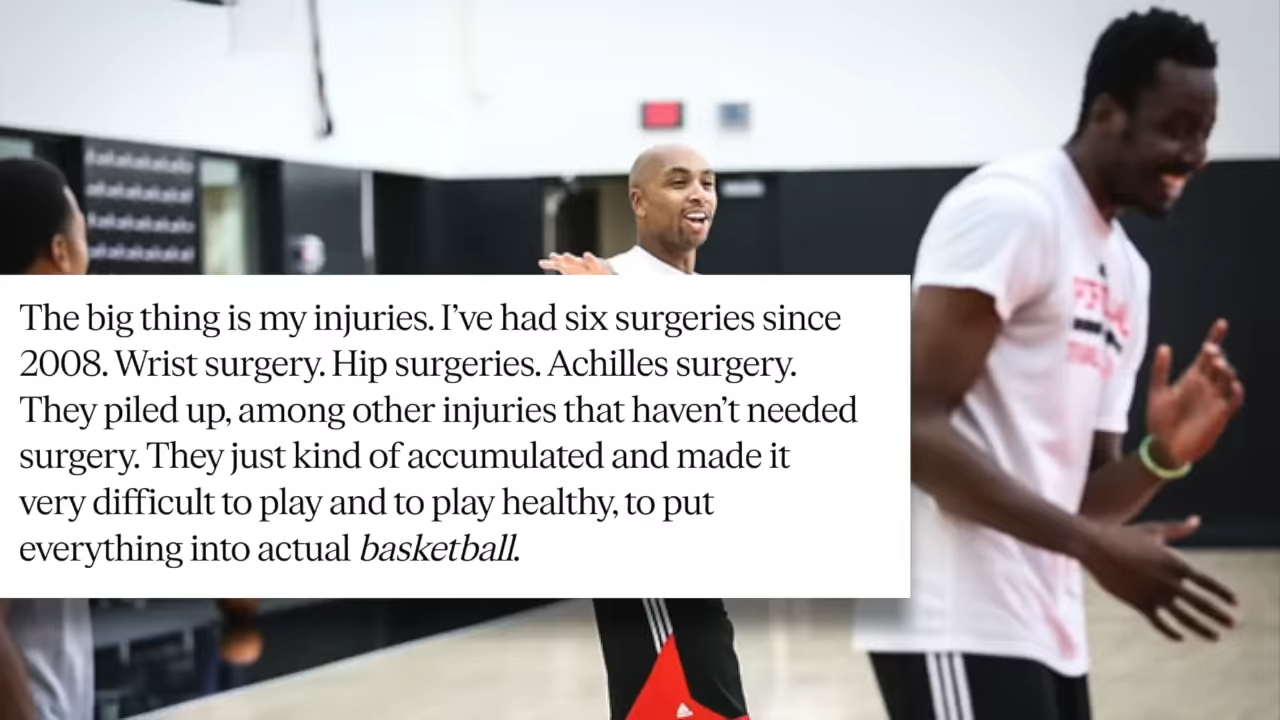 The big thing is my injuries. I’ve had six surgeries since
2008. Wrist surgery. Hip surgeries. Achilles surgery.
They piled up, among other injuries that haven’t needed
surgery. They just kind of accumulated and made it
very difficult to play and to play healthy, to put
everything into actual basketball.